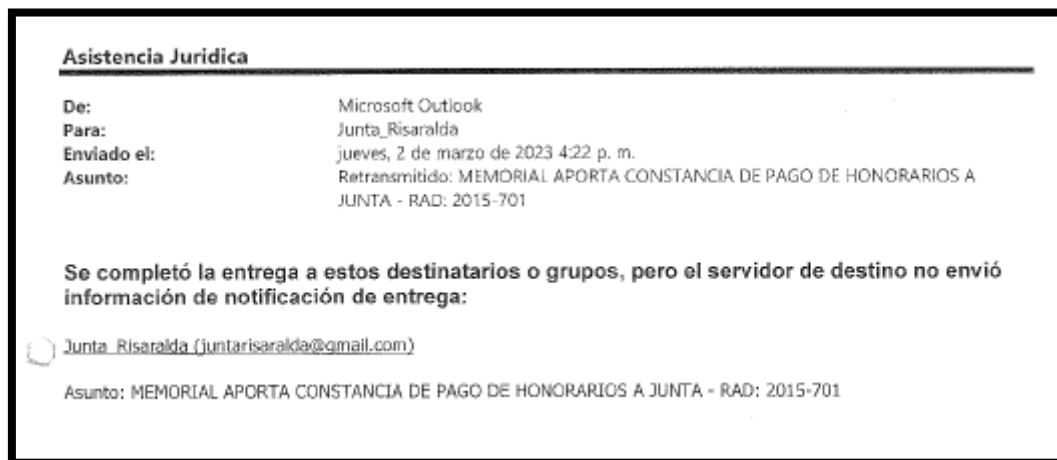 Asistencia Juridica
De: Microsoft Outlook
Para: Junta_Risaralda
Enviado el: jueves, 2 de marzo de 2023 4:22 p. m.
Asunto: Retransmitido: MEMORIAL APORTA CONSTANCIA DE PAGO DE HONORARIOS A
JUNTA - RAD: 2015-701
Se completó la entrega a estos destinatarios o grupos, pero el servidor de destino no envió
información de notificación de entrega:
Junta Risaralda (juntarisaralda@gmail.com)
Asunto: MEMORIAL APORTA CONSTANCIA DE PAGO DE HONORARIOS A JUNTA - RAD: 2015-701